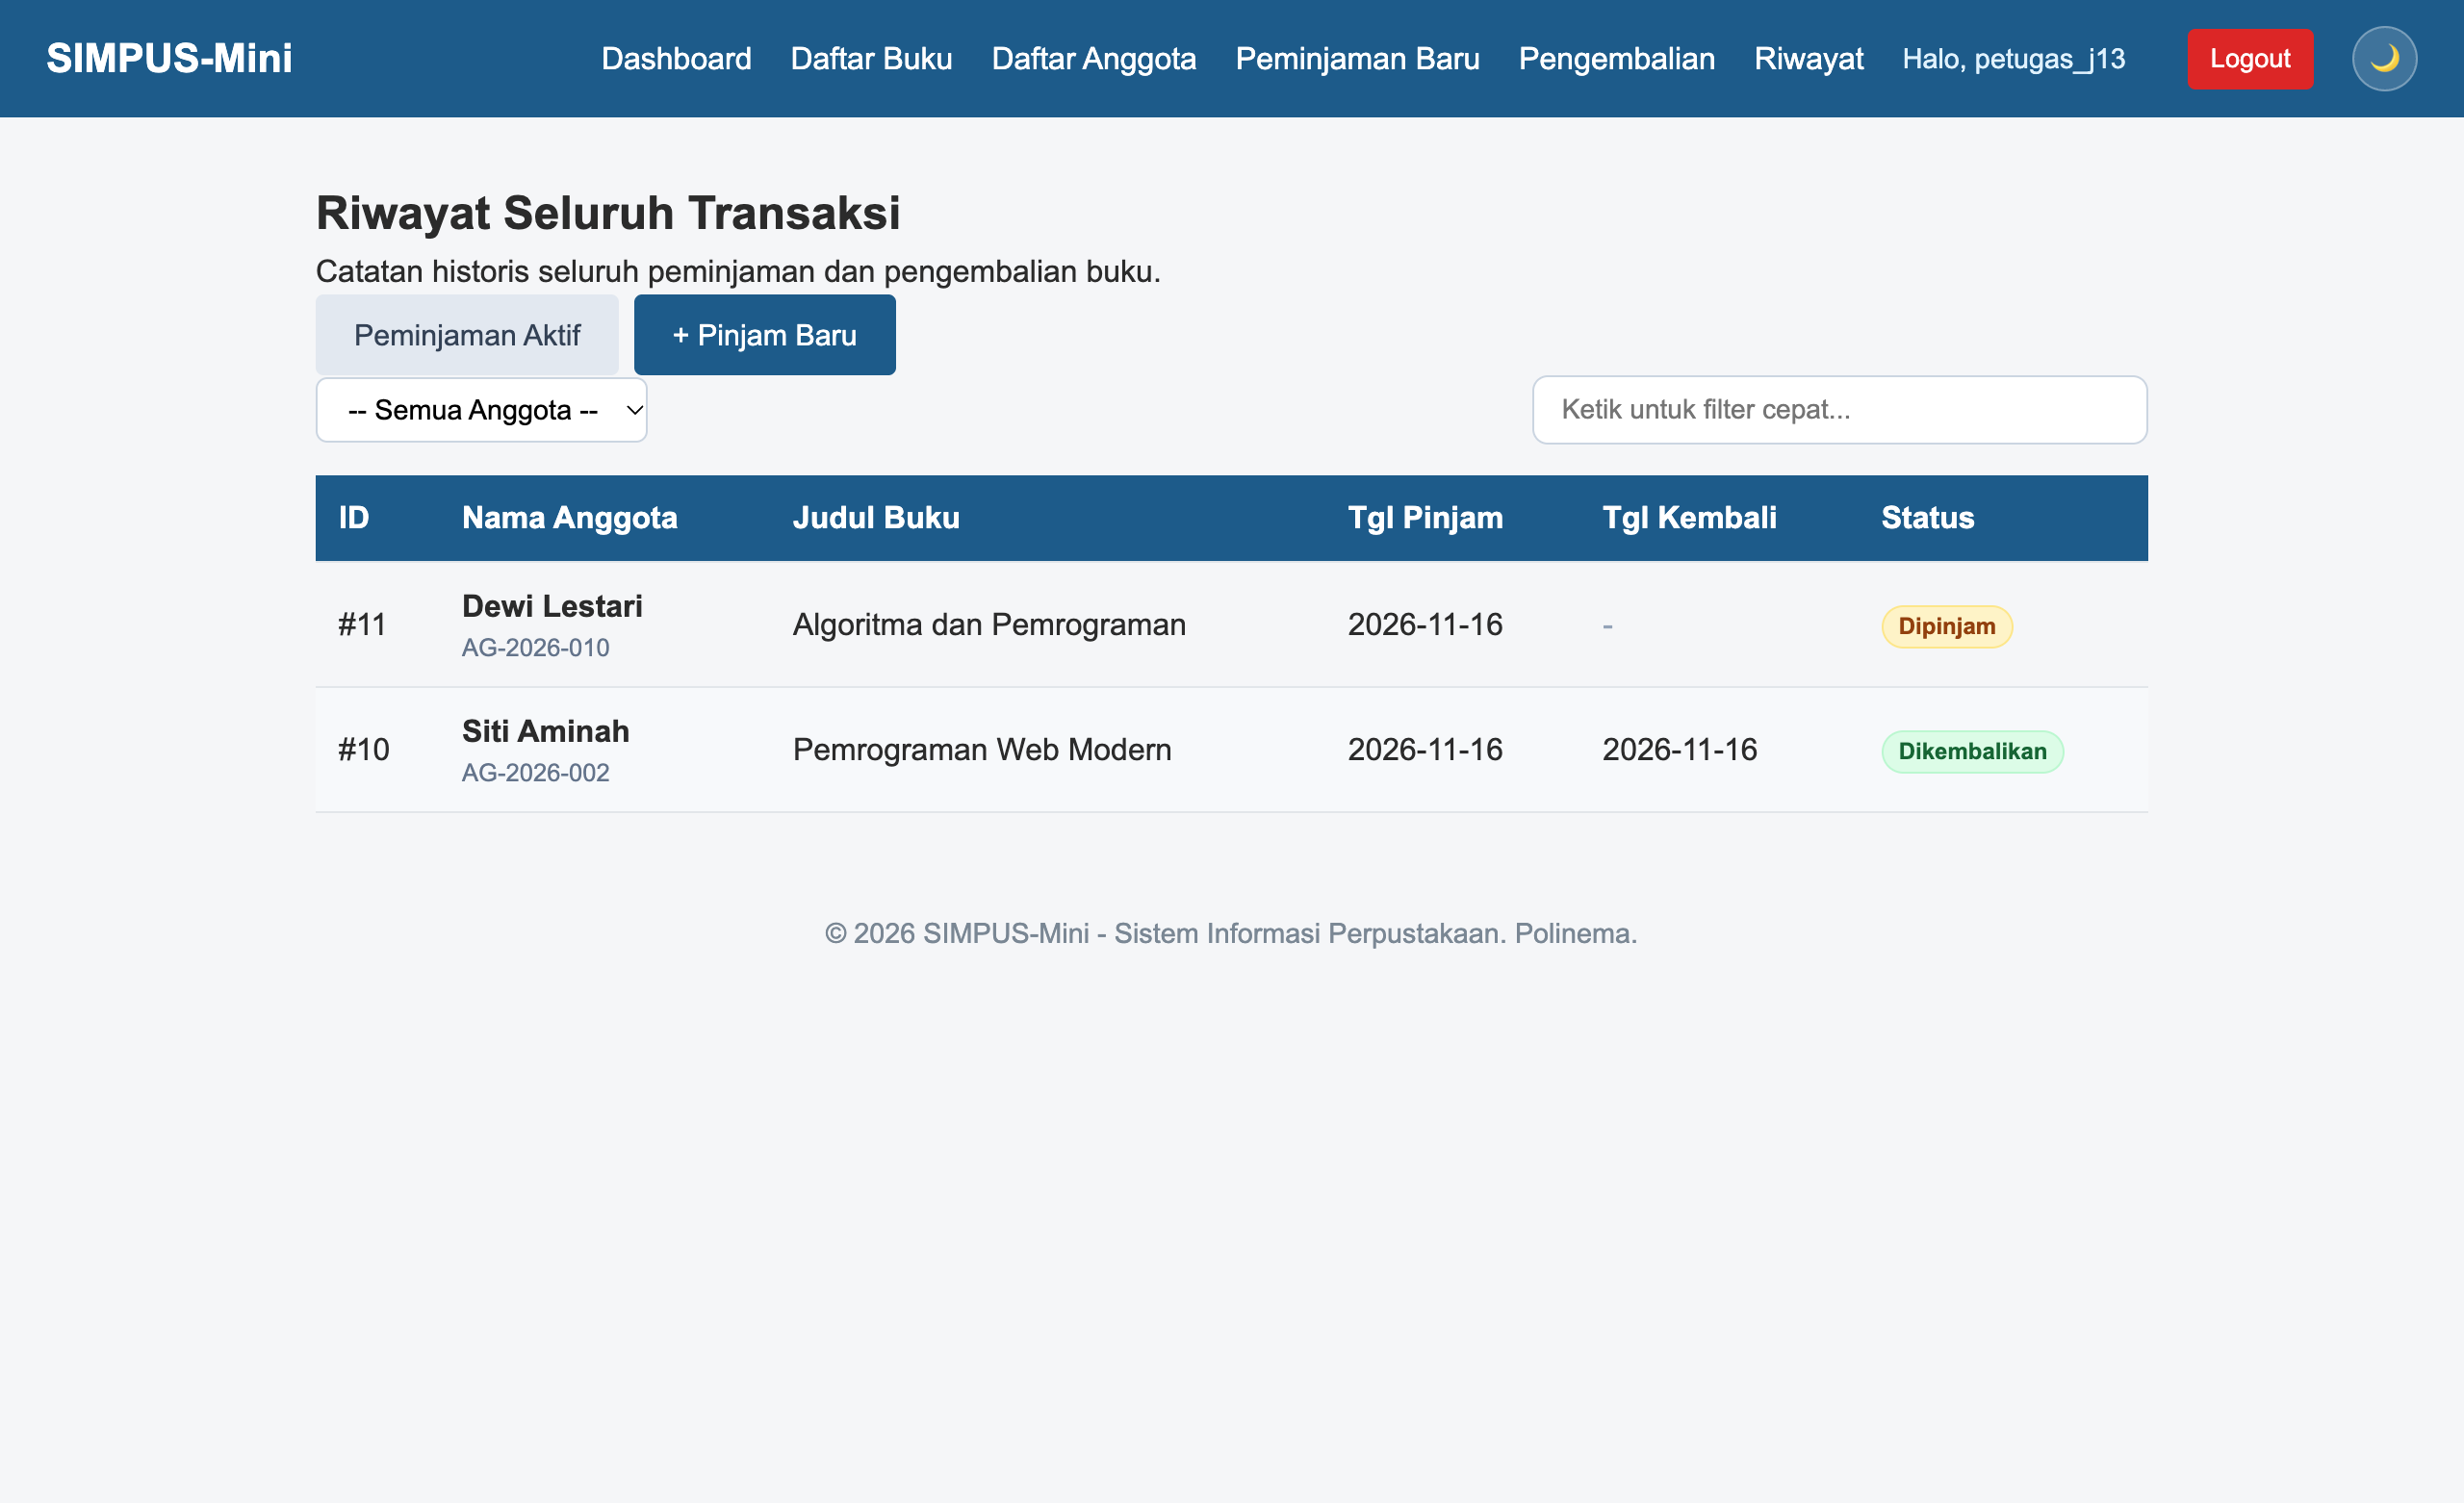 SIMPUS-Mini
Dashboard Daftar Buku Daftar Anggota Peminjaman Baru Pengembalian Riwayat Halo, petugas_j13 Logout
Riwayat Seluruh Transaksi
Catatan historis seluruh peminjaman dan pengembalian buku.
Peminjaman Aktif + Pinjam Baru
-- Semua Anggota -- Ketik untuk filter cepat...
ID Nama Anggota Judul Buku Tgl Pinjam Tgl Kembali Status
#11 Dewi Lestari Algoritma dan Pemrograman 2026-11-16 - Dipinjam
AG-2026-010
#10 Siti Aminah Pemrograman Web Modern 2026-11-16 2026-11-16 Dikembalikan
AG-2026-002
© 2026 SIMPUS-Mini - Sistem Informasi Perpustakaan. Polinema.